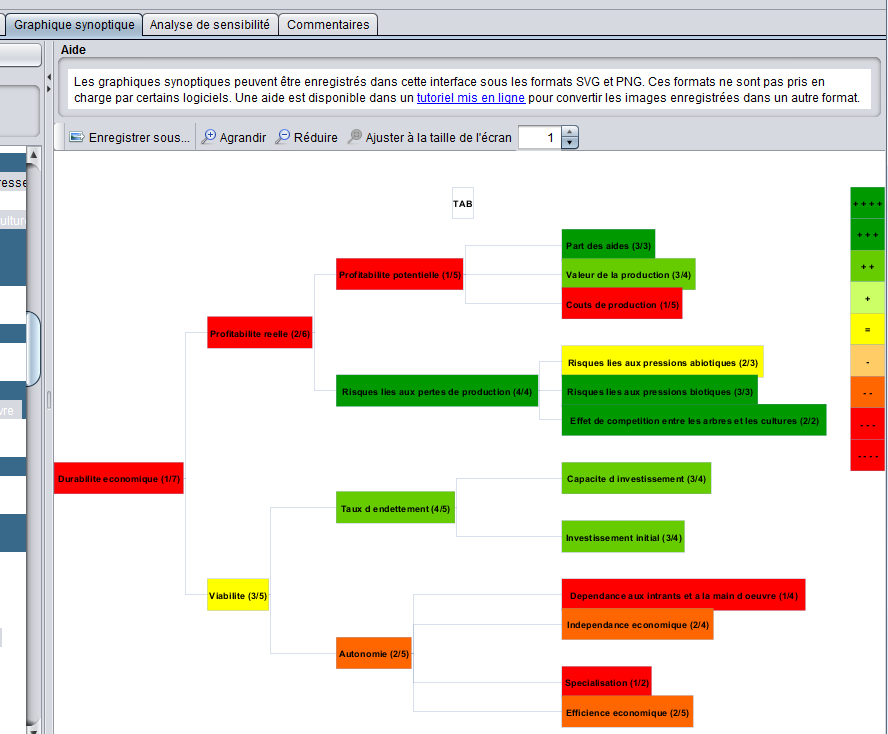 Graphique synoptique
Analyse de sensibilité
Commentaires
Aide
Les graphiques synoptiques peuvent être enregistrés dans cette interface sous les formats SVG et PNG. Ces formats ne sont pas pris en
charge par certains logiciels. Une aide est disponible dans un tutoriel mis en ligne pour convertir les images enregistrées dans un autre format.
Enregistrer sous... Agrandir Réduire Ajuster à la taille de l'écran 1
TAB
Part des aides (3/3)
Profitabilite potentielle (1/5)
Valeur de la production (3/4)
Couts de production (1/5)
Profitabilite reelle (2/6)
Risques lies aux pressions abiotiques (2/3)
Risques lies aux pertes de production (4/4)
Risques lies aux pressions biotiques (3/3)
Effet de competition entre les arbres et les cultures (2/2)
Durabilite economique (1/7)
Capacite d investissement (3/4)
Taux d endettement (4/5)
Investissement initial (3/4)
Viabilite (3/5)
Dependance aux intrants et a la main d oeuvre (1/4)
Independance economique (2/4)
Autonomie (2/5)
Specialisation (1/2)
Efficience economique (2/5)
++++
+++
++
+
=
-
--
---
----